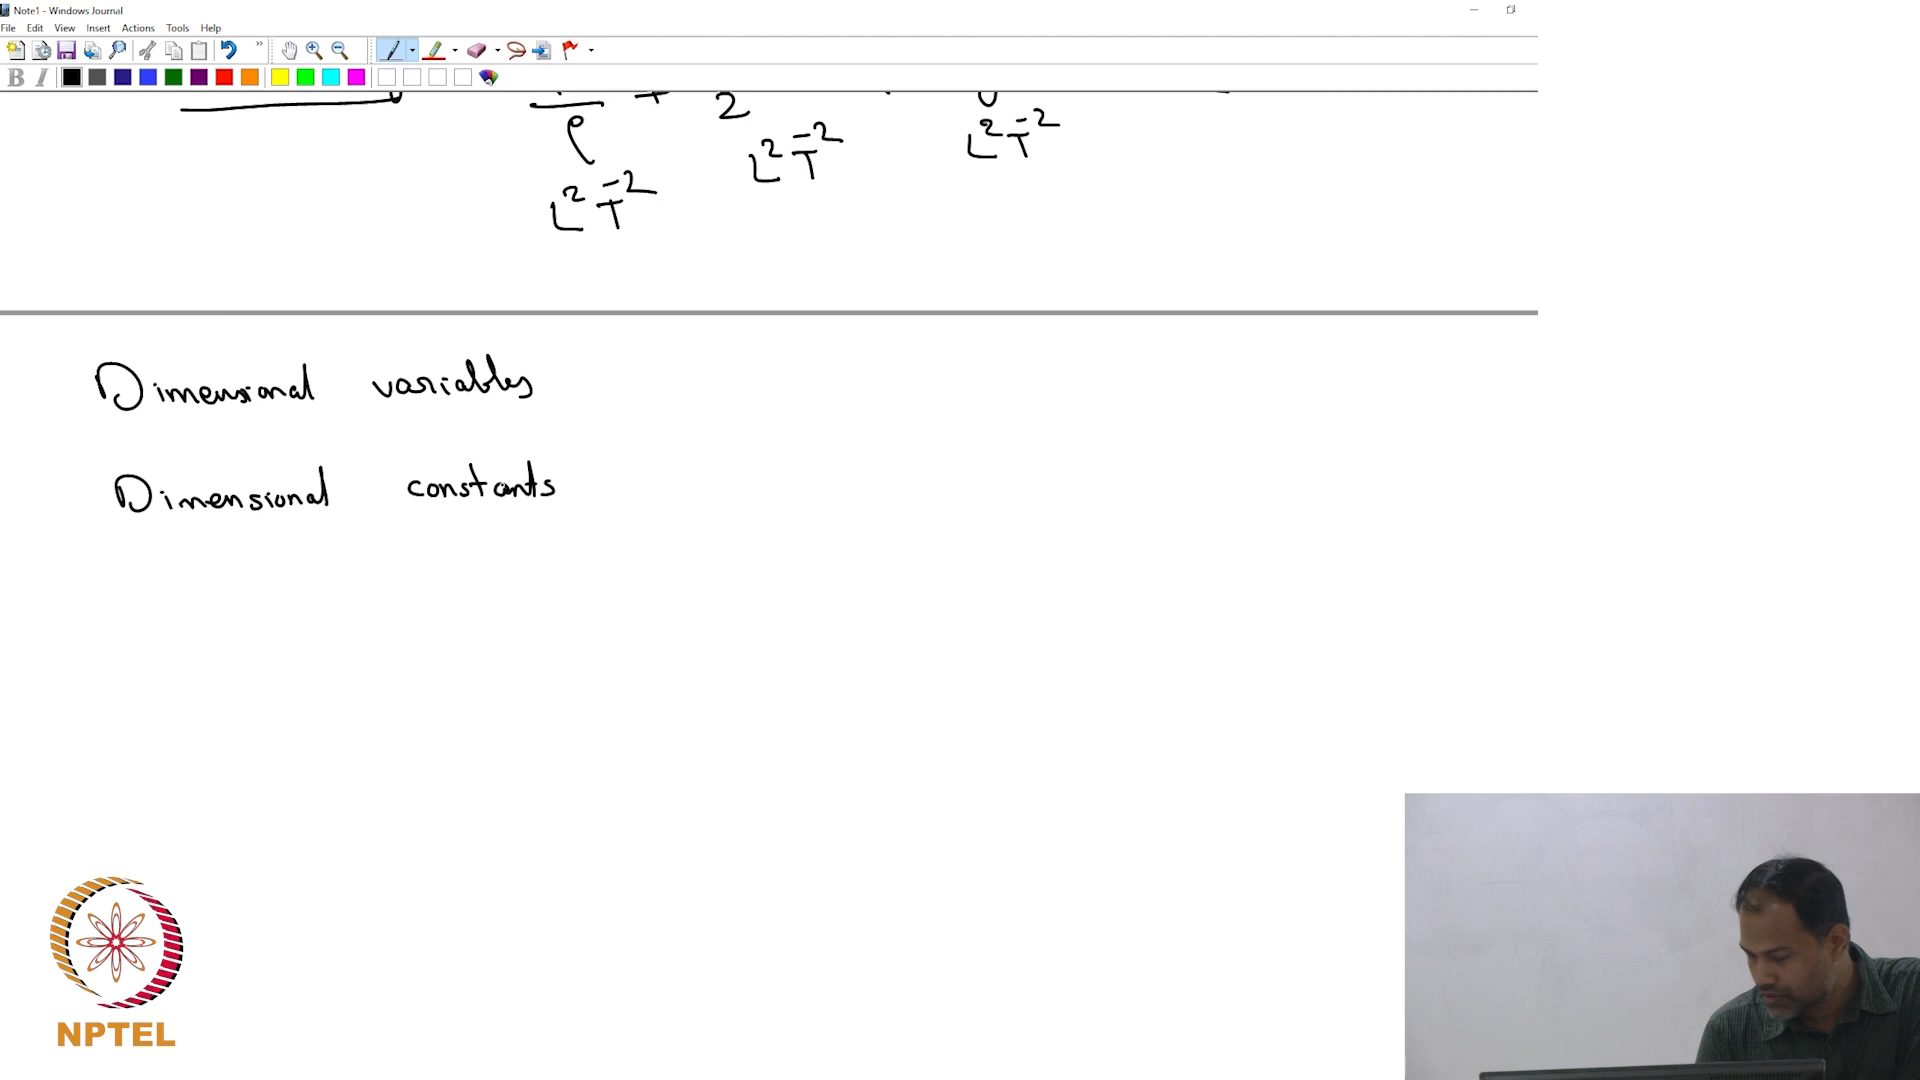 Note1 - Windows Journal
File Edit View Insert Actions Tools Help
B I
ρ + 2
L² T⁻² L² T⁻² L² T⁻²
Dimensional variables
Dimensional constants
NPTEL